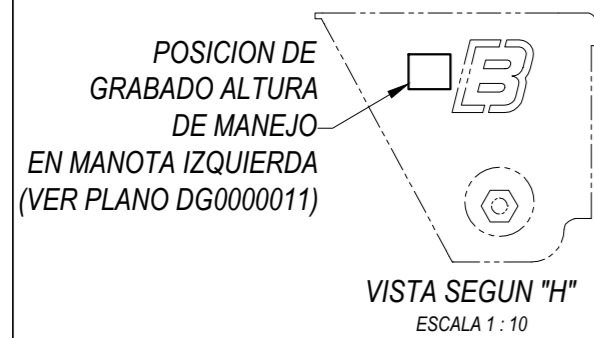 POSICION DE
GRABADO ALTURA
DE MANEJO
EN MANOTA IZQUIERDA
(VER PLANO DG0000011)
B
VISTA SEGUN "H"
ESCALA 1 : 10